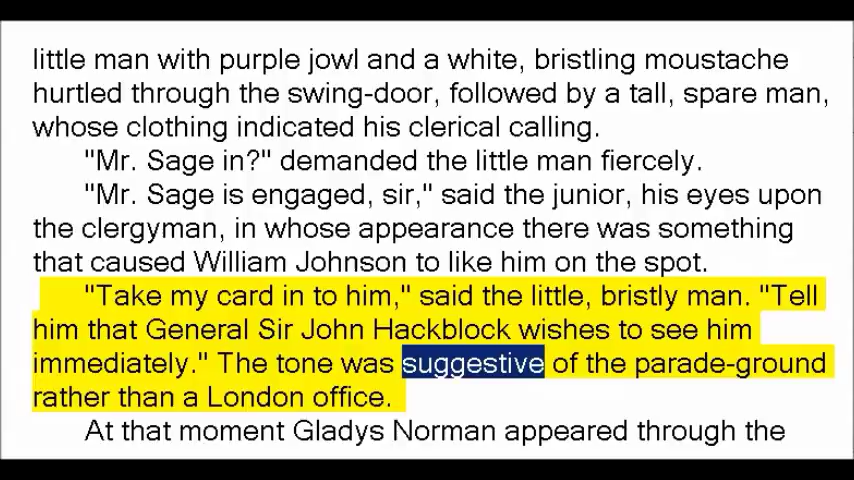 little man with purple jowl and a white, bristling moustache
hurtled through the swing-door, followed by a tall, spare man,
whose clothing indicated his clerical calling.
"Mr. Sage in?" demanded the little man fiercely.
"Mr. Sage is engaged, sir," said the junior, his eyes upon
the clergyman, in whose appearance there was something
that caused William Johnson to like him on the spot.
"Take my card in to him," said the little, bristly man. "Tell
him that General Sir John Hackblock wishes to see him
immediately." The tone was suggestive of the parade-ground
rather than a London office.
At that moment Gladys Norman appeared through the